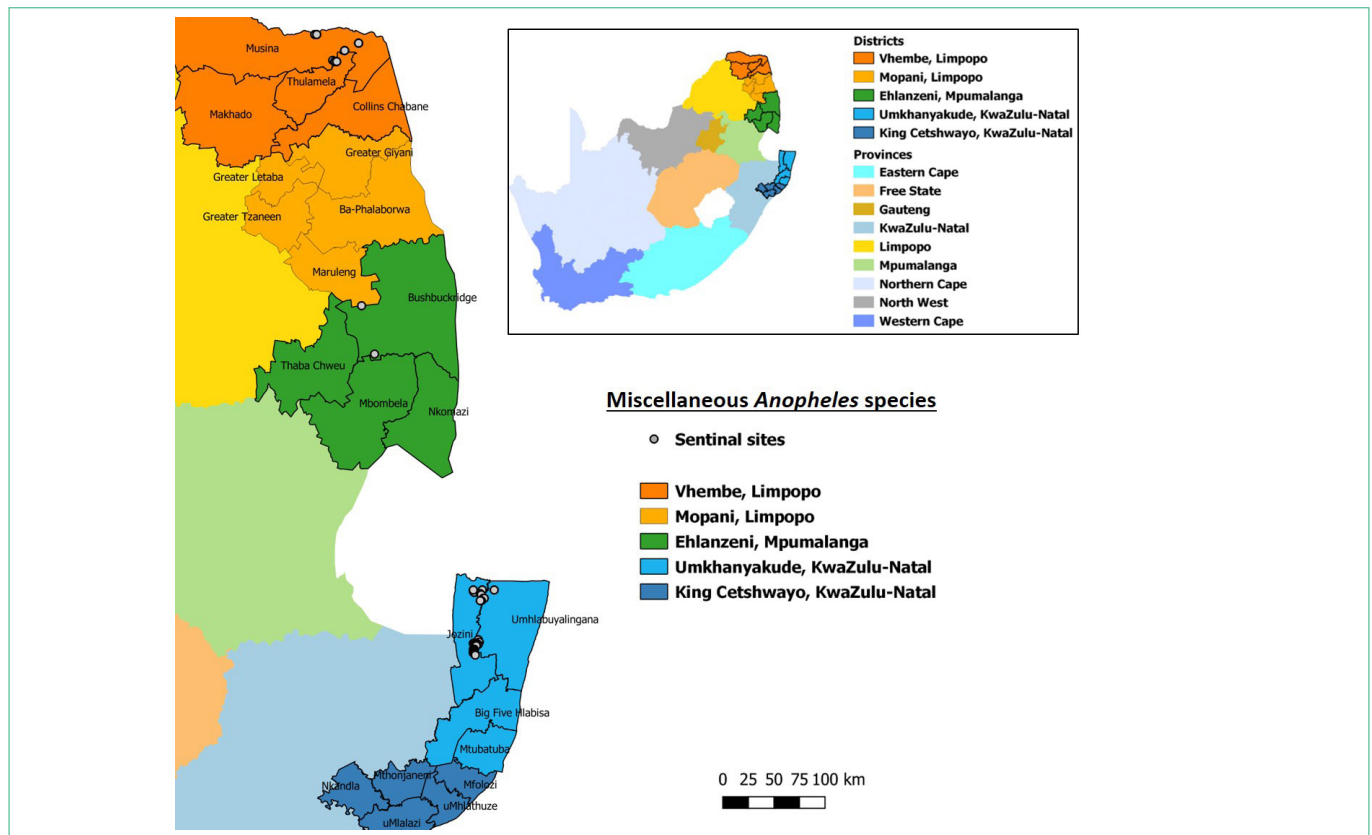 Musina
Thulamela
Makhado
Collins Chabane
Greater Giyani
Greater Letaba
Greater Tzaneen
Ba-Phalaborwa
Maruleng
Bushbuckridge
Thaba Chweu
Mbombela
Nkomazi
Jozini
Umhlabuyalingana
Big Five Hlabisa
Mtubatuba
Mthonjaneni
Nkandla
Mfolozi
uMhlathuze
uMlalazi
Districts
Vhembe, Limpopo
Mopani, Limpopo
Ehlanzeni, Mpumalanga
Umkhanyakude, KwaZulu-Natal
King Cetshwayo, KwaZulu-Natal
Provinces
Eastern Cape
Free State
Gauteng
KwaZulu-Natal
Limpopo
Mpumalanga
Northern Cape
North West
Western Cape
Miscellaneous Anopheles species
Sentinal sites
Vhembe, Limpopo
Mopani, Limpopo
Ehlanzeni, Mpumalanga
Umkhanyakude, KwaZulu-Natal
King Cetshwayo, KwaZulu-Natal
0 25 50 75 100 km